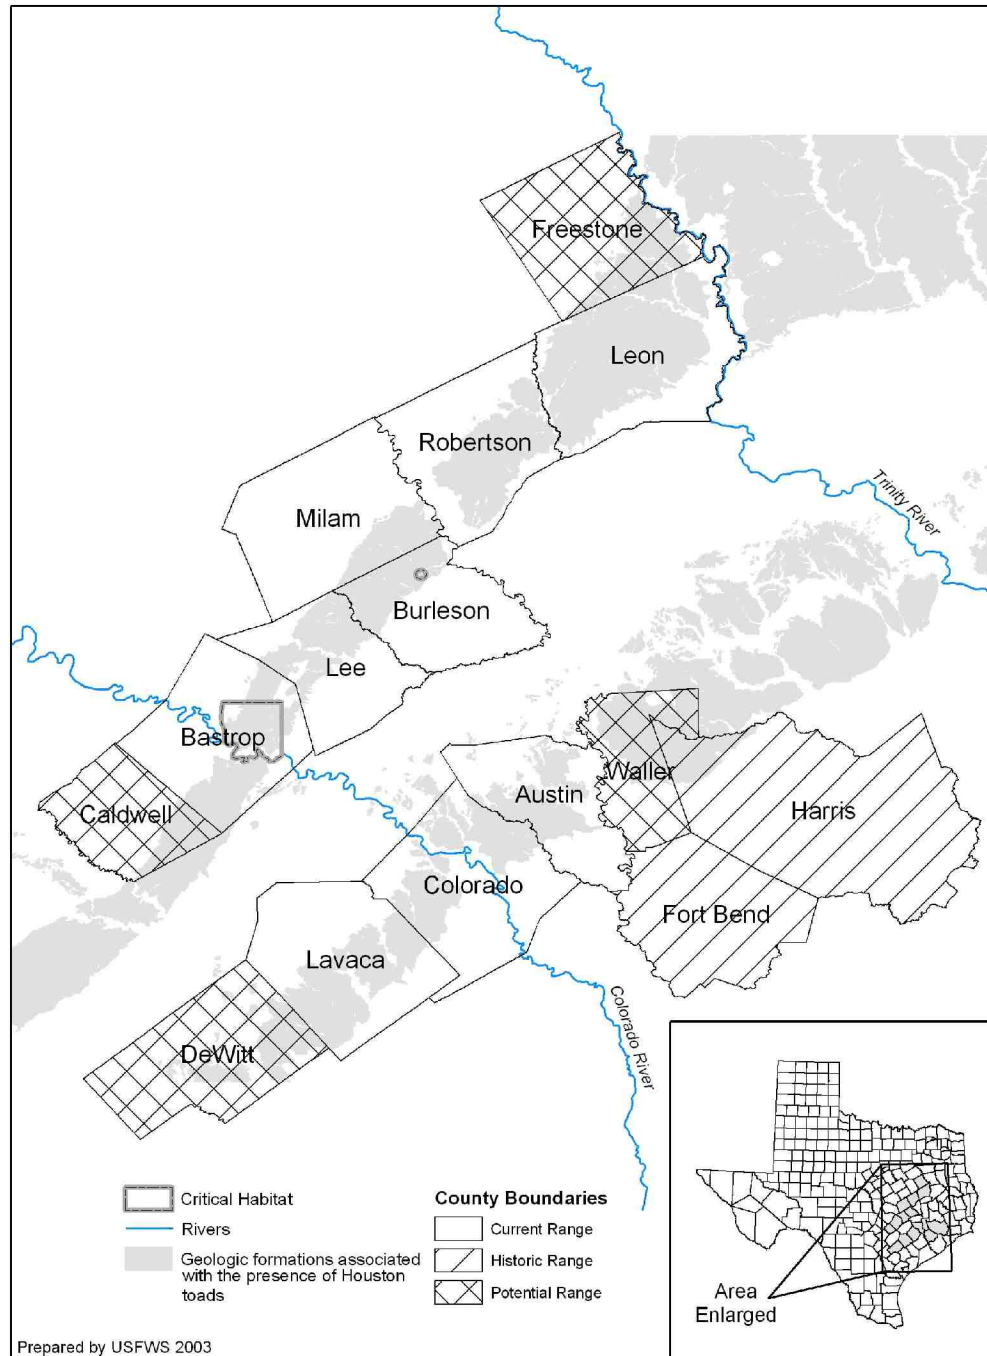 Freestone
Leon
Robertson
Trinity River
Milam
Burleson
Lee
Bastrop
Waller
Austin
Harris
Caldwell
Colorado
Fort Bend
Lavaca
Colorado River
DeWitt
Critical Habitat
Rivers
Geologic formations associated
with the presence of Houston
toads
County Boundaries
Current Range
Historic Range
Potential Range
Area
Enlarged
Prepared by USFWS 2003